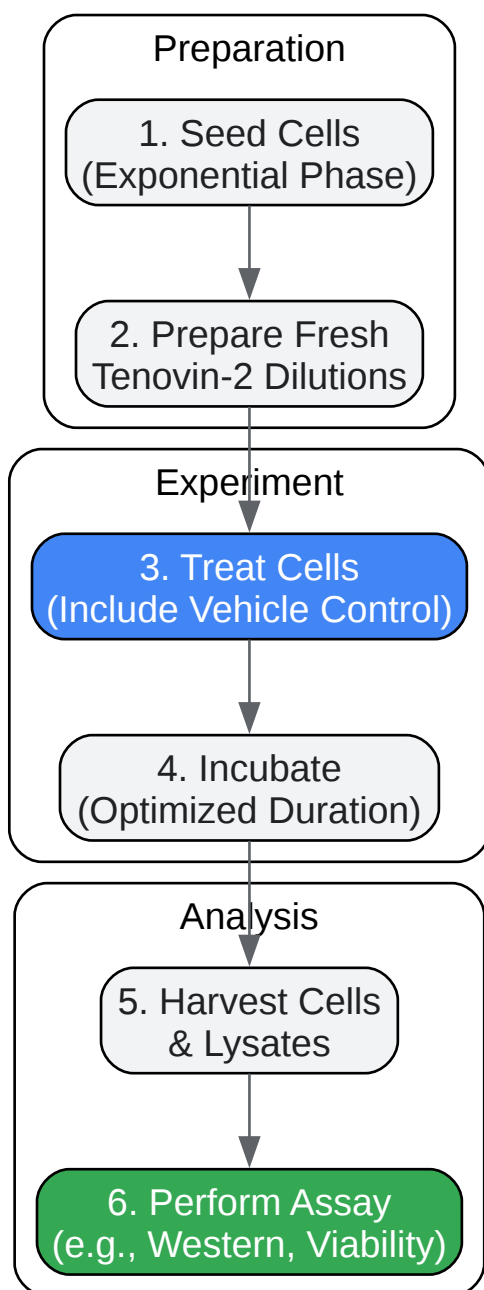 Preparation
1. Seed Cells
(Exponential Phase)
2. Prepare Fresh
Tenovin-2 Dilutions
Experiment
3. Treat Cells
(Include Vehicle Control)
4. Incubate
(Optimized Duration)
Analysis
5. Harvest Cells
& Lysates
6. Perform Assay
(e.g., Western, Viability)